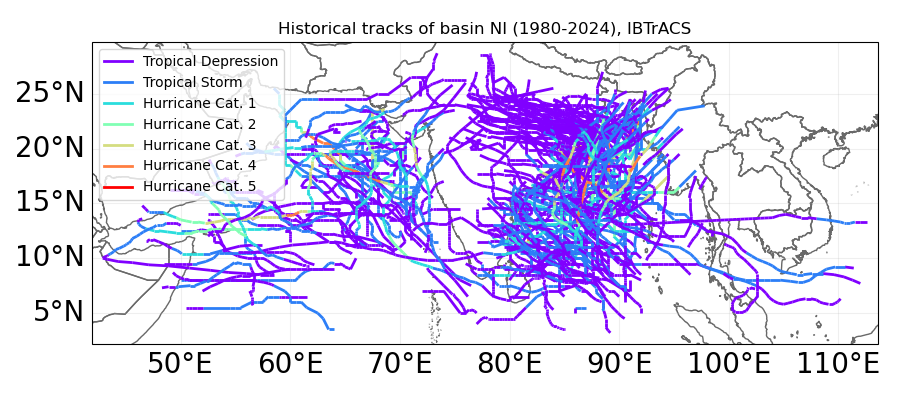 Historical tracks of basin NI (1980-2024), IBTrACS
Tropical Depression
Tropical Storm
Hurricane Cat. 1
Hurricane Cat. 2
Hurricane Cat. 3
Hurricane Cat. 4
Hurricane Cat. 5
25°N
20°N
15°N
10°N
5°N
50°E 60°E 70°E 80°E 90°E 100°E 110°E